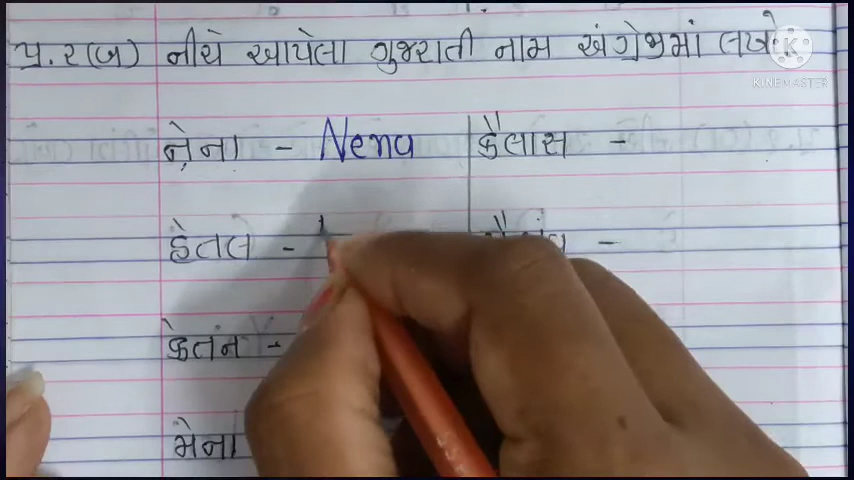 પ્ર.૨(બ) નીચે આપેલા ગુજરાતી નામ અંગ્રેજીમાં લખો
KINEMASTER
નેના - Nena
કૈલાસ -
હેતલ -
કેતન -
મેના